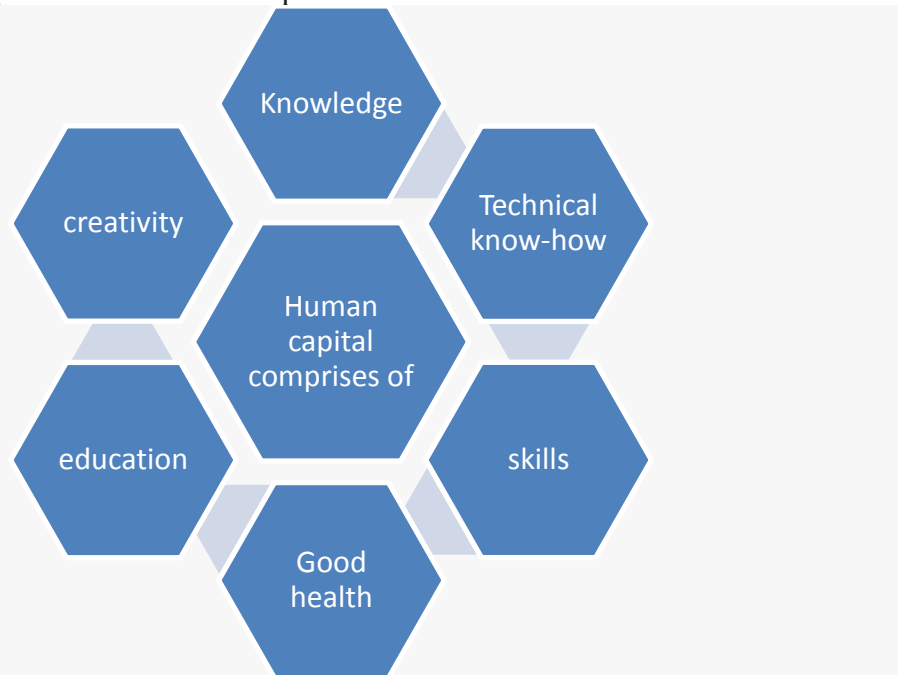 Knowledge
Technical
know-how
skills
Good
health
education
creativity
Human
capital
comprises of